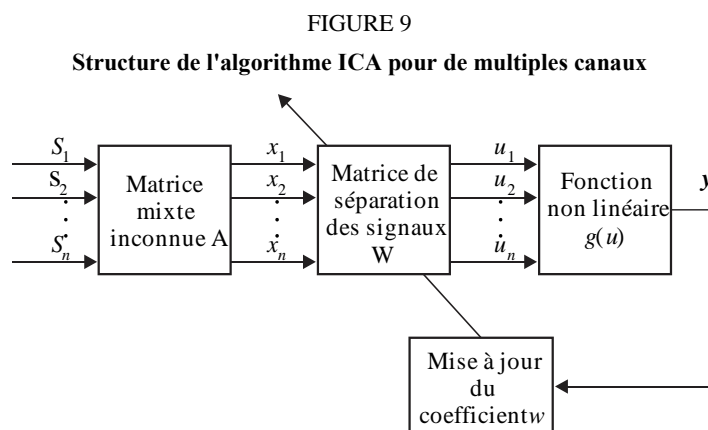 FIGURE 9
Structure de l'algorithme ICA pour de multiples canaux
S1
S2
Sn
Matrice
mixte
inconnue A
x1
x2
xn
Matrice de
séparation
des signaux
W
u1
u2
un
Fonction
non linéaire
g(u)
y
Mise à jour
du
coefficientw